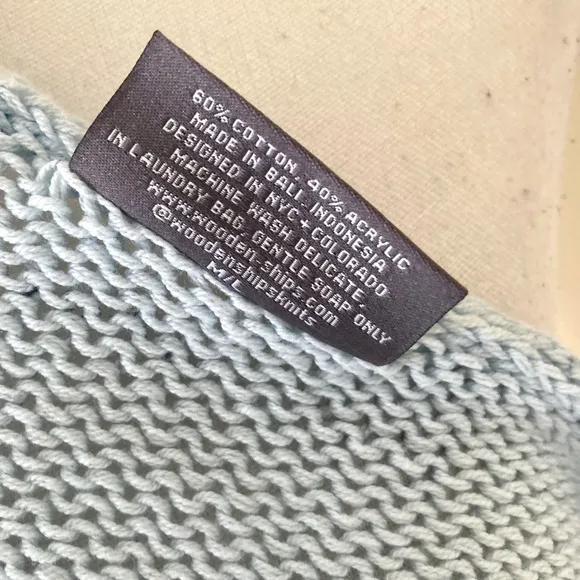 60% COTTON, 40% ACRYLIC
MADE IN BALI, INDONESIA
DESIGNED IN NYC + COLORADO
MACHINE WASH DELICATE,
IN LAUNDRY BAG, GENTLE SOAP ONLY
www.wooden-ships.com
@woodenshipsknits
M/L